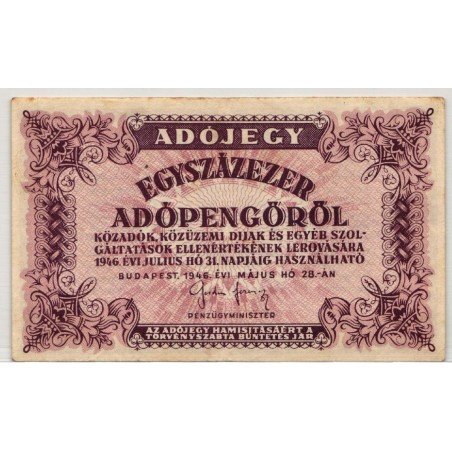 ADÓJEGY
EGYSZÁZEZER
ADÓPENGŐRŐL
KÖZADÓK, KÖZÜZEMI DIJAK ÉS EGYÉB SZOL-
GÁLTATÁSOK ELLENÉRTÉKÉNEK LEROVÁSÁRA
1946. ÉVI JULIUS HÓ 31. NAPJÁIG HASZNÁLHATÓ
BUDAPEST, 1946. ÉVI MÁJUS HÓ 28.-ÁN
PÉNZÜGYMINISZTER
AZ ADÓJEGY HAMISITÁSAÉRT A
TÖRVÉNYSZABTA BÜNTETÉS JÁR.